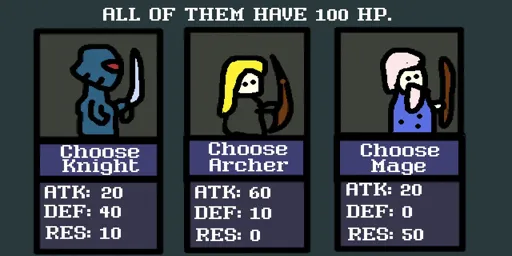 ALL OF THEM HAVE 100 HP.
Choose
Knight
ATK: 20
DEF: 40
RES: 10
Choose
Archer
ATK: 60
DEF: 10
RES: 0
Choose
Mage
ATK: 20
DEF: 0
RES: 50